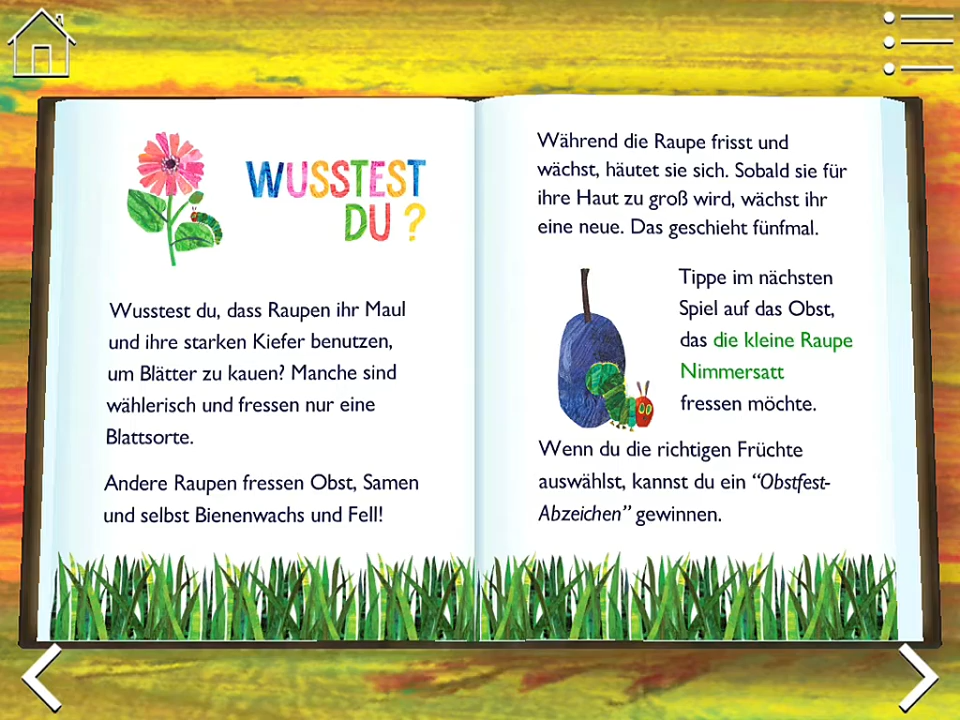 WUSSTEST
DU ?
Wusstest du, dass Raupen ihr Maul
und ihre starken Kiefer benutzen,
um Blätter zu kauen? Manche sind
wählerisch und fressen nur eine
Blattsorte.
Andere Raupen fressen Obst, Samen
und selbst Bienenwachs und Fell!
Während die Raupe frisst und
wächst, häutet sie sich. Sobald sie für
ihre Haut zu groß wird, wächst ihr
eine neue. Das geschieht fünfmal.
Tippe im nächsten
Spiel auf das Obst,
das die kleine Raupe
Nimmersatt
fressen möchte.
Wenn du die richtigen Früchte
auswählst, kannst du ein “Obstfest-
Abzeichen” gewinnen.